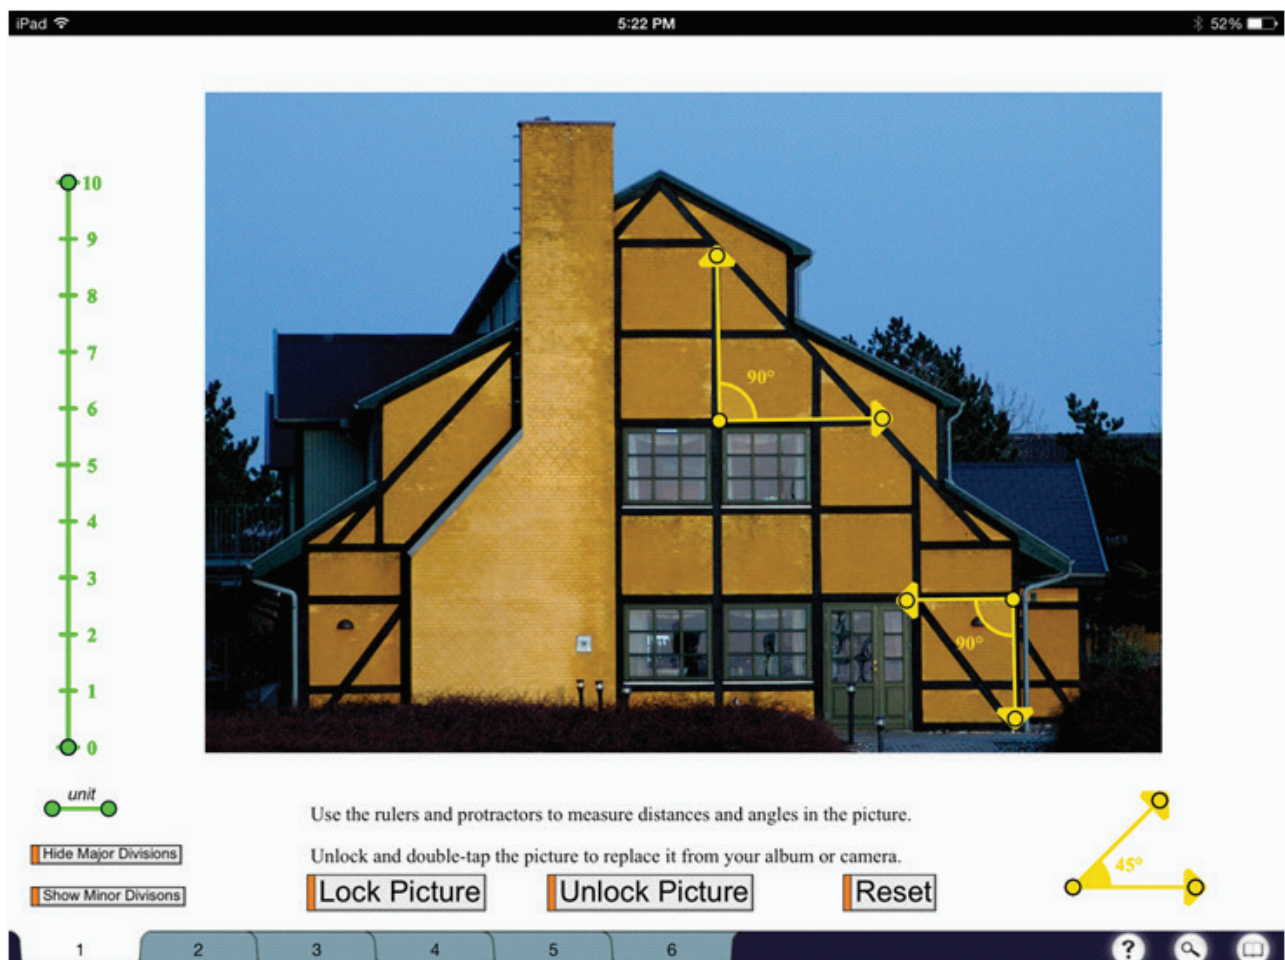 iPad
5:22 PM
52%
10
9
8
7
6
5
4
3
2
1
0
90°
90°
unit
Use the rulers and protractors to measure distances and angles in the picture.
Unlock and double-tap the picture to replace it from your album or camera.
45°
Hide Major Divisions
Show Minor Divisons
Lock Picture
Unlock Picture
Reset
1
2
3
4
5
6
?